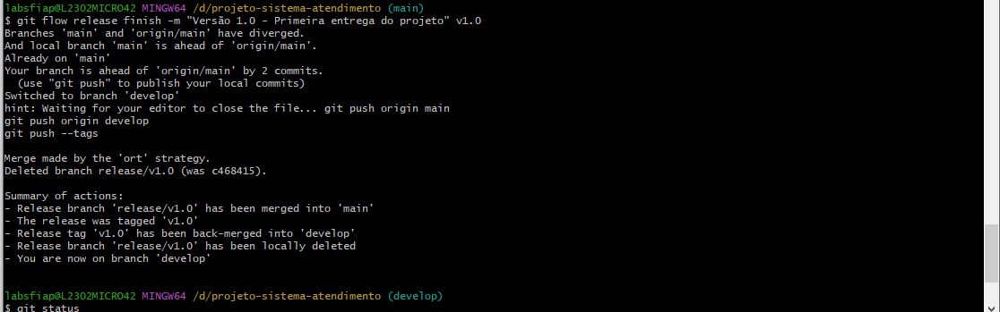 labsfiap@L2302MICRO42 MINGW64 /d/projeto-sistema-atendimento (main)
$ git flow release finish -m "Versão 1.0 - Primeira entrega do projeto" v1.0
Branches 'main' and 'origin/main' have diverged.
And local branch 'main' is ahead of 'origin/main'.
Already on 'main'
Your branch is ahead of 'origin/main' by 2 commits.
  (use "git push" to publish your local commits)
Switched to branch 'develop'
hint: Waiting for your editor to close the file... git push origin main
git push origin develop
git push --tags

Merge made by the 'ort' strategy.
Deleted branch release/v1.0 (was c468415).

Summary of actions:
- Release branch 'release/v1.0' has been merged into 'main'
- The release was tagged 'v1.0'
- Release tag 'v1.0' has been back-merged into 'develop'
- Release branch 'release/v1.0' has been locally deleted
- You are now on branch 'develop'

labsfiap@L2302MICRO42 MINGW64 /d/projeto-sistema-atendimento (develop)
$ git status